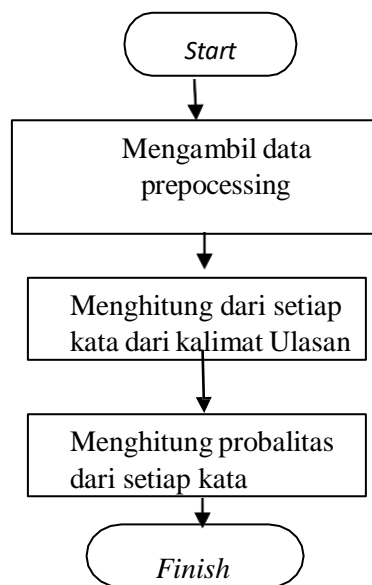 Start
Mengambil data
prepocessing
Menghitung dari setiap
kata dari kalimat Ulasan
Menghitung probalitas
dari setiap kata
Finish